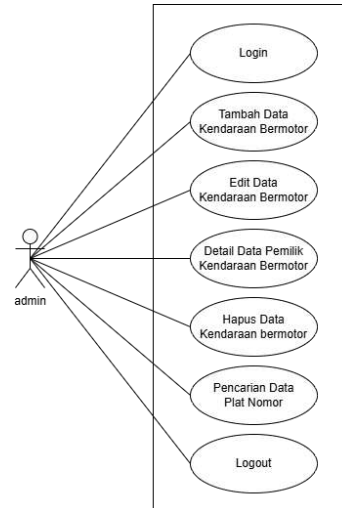 Login
Tambah Data
Kendaraan Bermotor
Edit Data
Kendaraan Bermotor
Detail Data Pemilik
Kendaraan Bermotor
admin
Hapus Data
Kendaraan bermotor
Pencarian Data
Plat Nomor
Logout